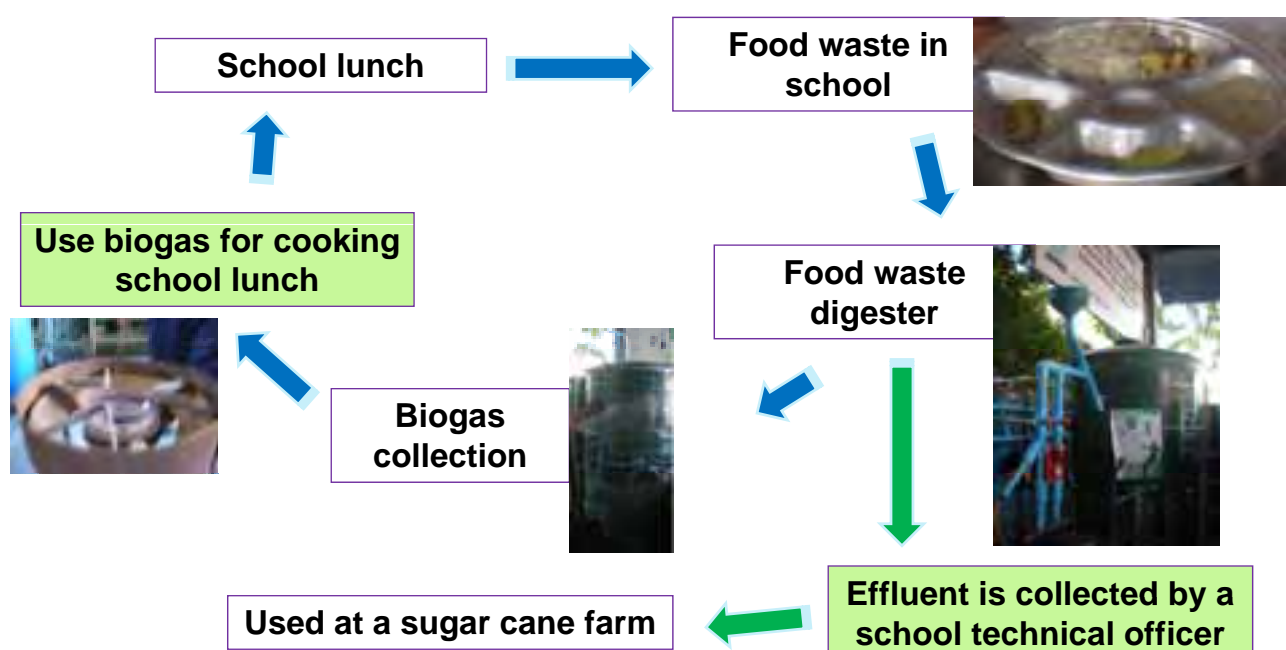 School lunch
Food waste in
school
Use biogas for cooking
school lunch
Food waste
digester
Biogas
collection
Used at a sugar cane farm
Effluent is collected by a
school technical officer